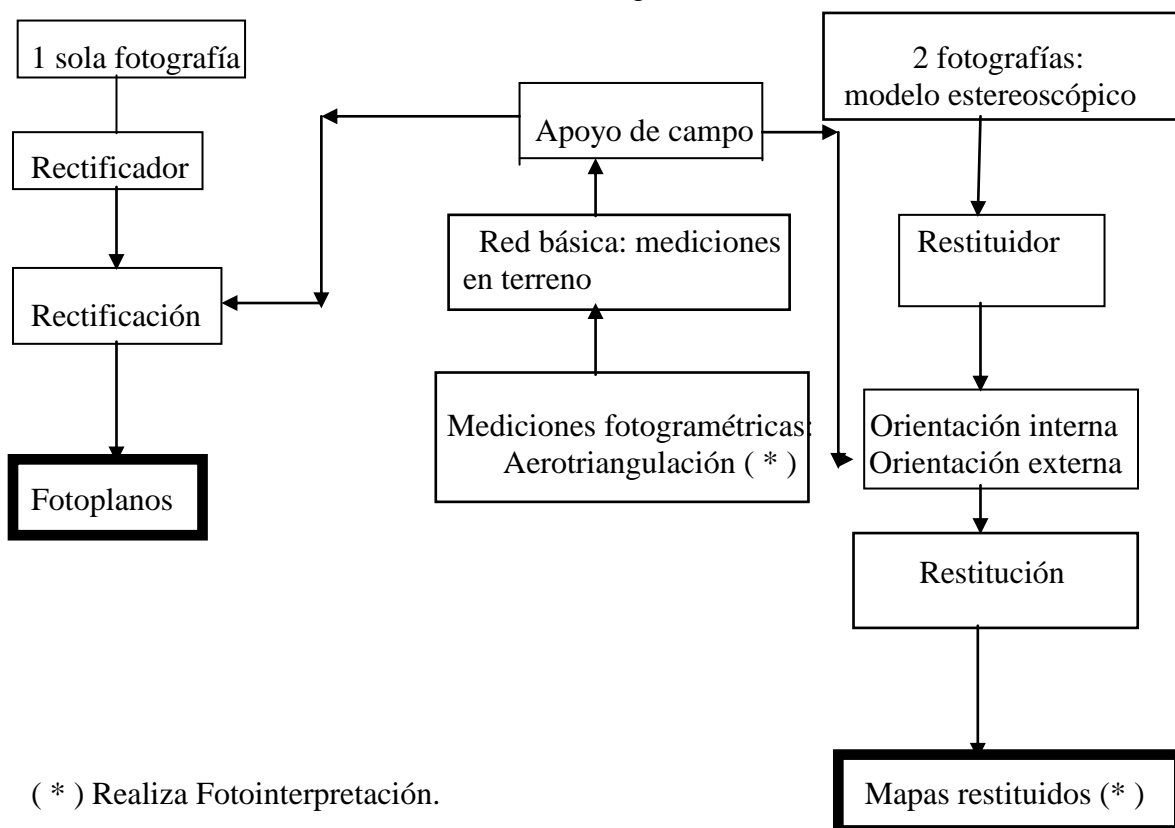 1 sola fotografía
2 fotografías:
modelo estereoscópico
Apoyo de campo
Rectificador
Red básica: mediciones
en terreno
Restituidor
Rectificación
Mediciones fotogramétricas:
Aerotriangulación ( * )
Orientación interna
Orientación externa
Fotoplanos
Restitución
( * ) Realiza Fotointerpretación.
Mapas restituidos (* )